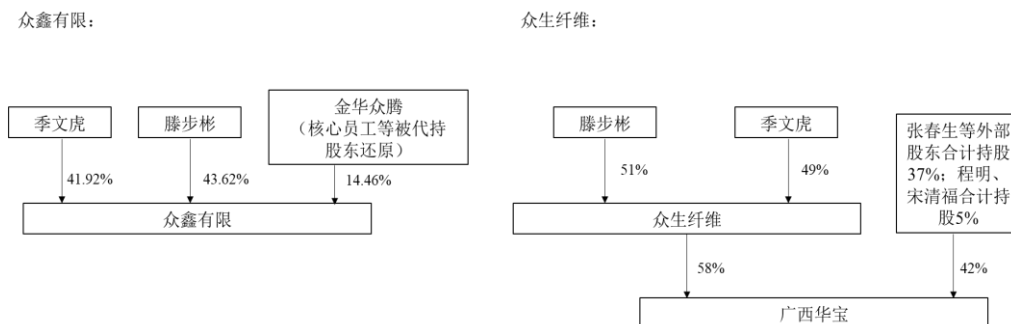 众鑫有限：
季文虎
滕步彬
金华众腾
（核心员工等被代持
股东还原）
41.92%
43.62%
14.46%
众鑫有限
众生纤维：
滕步彬
季文虎
张春生等外部
股东合计持股
37%；程明、
宋清福合计持
股5%
51%
49%
众生纤维
58%
42%
广西华宝